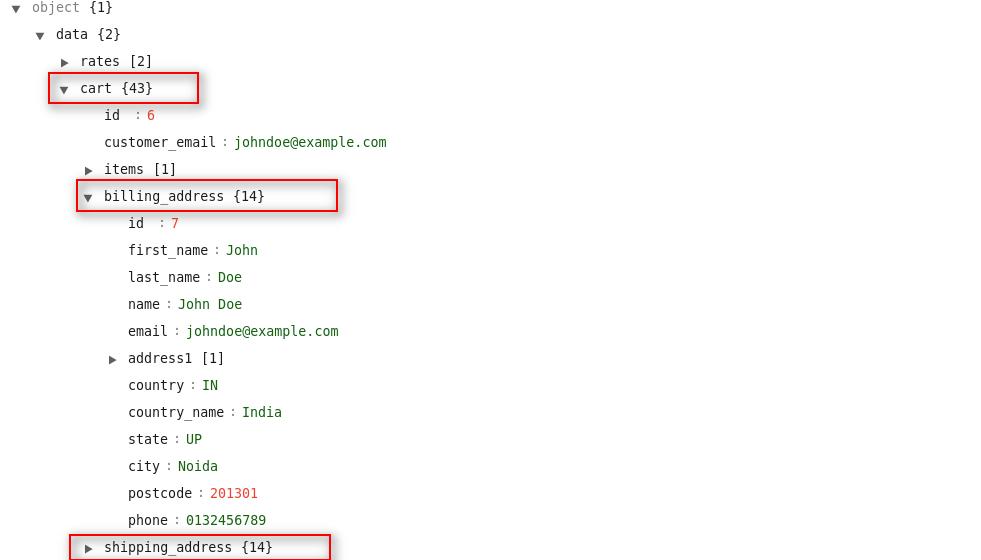 object {1}
data {2}
rates [2]
cart {43}
id : 6
customer_email : johndoe@example.com
items [1]
billing_address {14}
id : 7
first_name : John
last_name : Doe
name : John Doe
email : johndoe@example.com
address1 [1]
country : IN
country_name : India
state : UP
city : Noida
postcode : 201301
phone : 0132456789
shipping_address {14}